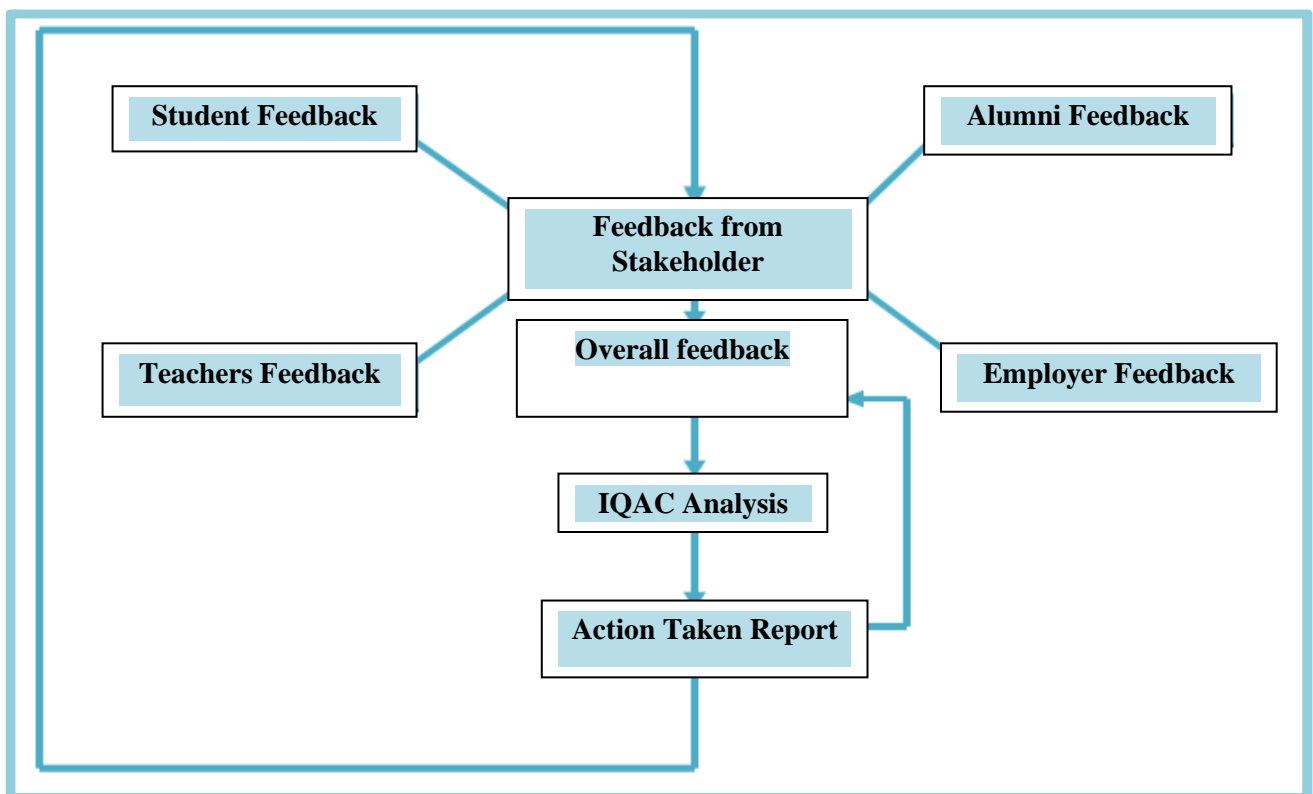 Student Feedback
Alumni Feedback
Feedback from
Stakeholder
Overall feedback
Teachers Feedback
Employer Feedback
IQAC Analysis
Action Taken Report